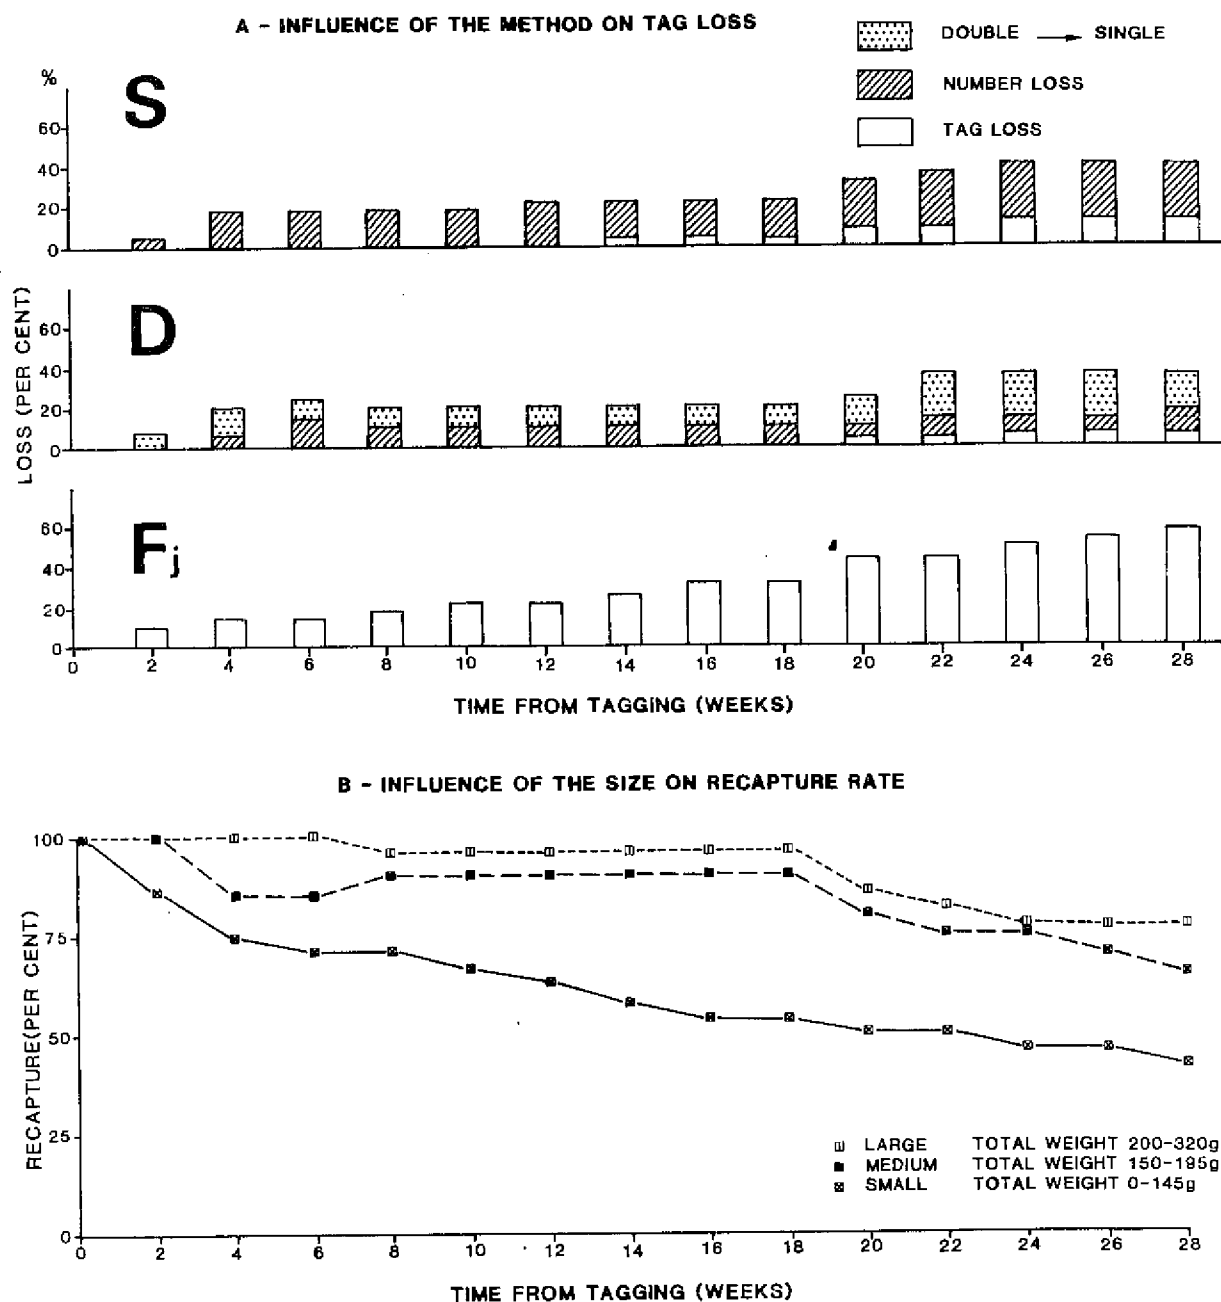 A - INFLUENCE OF THE METHOD ON TAG LOSS
DOUBLE → SINGLE
NUMBER LOSS
TAG LOSS
%
S
60
40
20
0
D
60
40
20
0
Fj
60
40
20
0
LOSS (PER CENT)
0 2 4 6 8 10 12 14 16 18 20 22 24 26 28
TIME FROM TAGGING (WEEKS)
B - INFLUENCE OF THE SIZE ON RECAPTURE RATE
100
75
50
25
0
RECAPTURE(PER CENT)
LARGE TOTAL WEIGHT 200-320g
MEDIUM TOTAL WEIGHT 150-195g
SMALL TOTAL WEIGHT 0-145g
0 2 4 6 8 10 12 14 16 18 20 22 24 26 28
TIME FROM TAGGING (WEEKS)